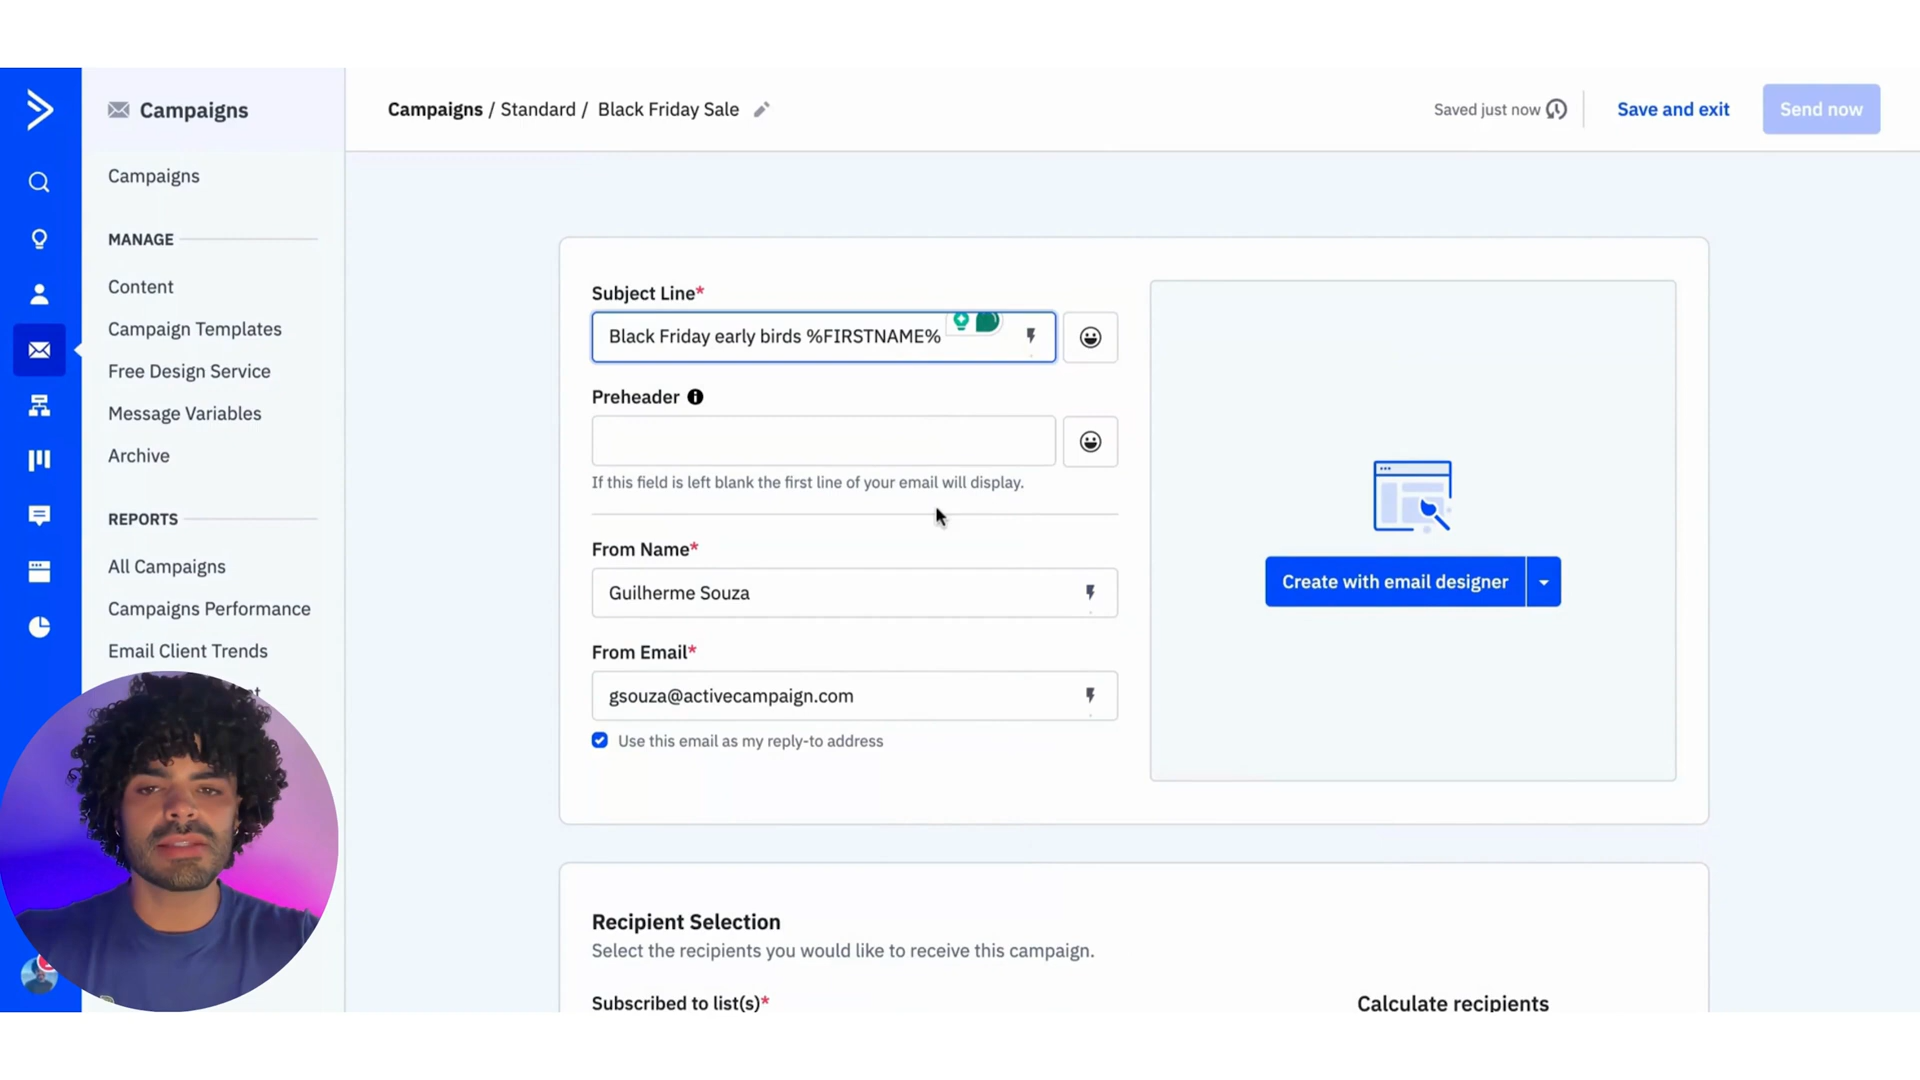 Campaigns
Campaigns / Standard / Black Friday Sale
Saved just now
Save and exit
Send now
Campaigns
MANAGE
Content
Campaign Templates
Free Design Service
Message Variables
Archive
REPORTS
All Campaigns
Campaigns Performance
Email Client Trends
Subject Line*
Black Friday early birds %FIRSTNAME%
Preheader
If this field is left blank the first line of your email will display.
From Name*
Guilherme Souza
From Email*
gsouza@activecampaign.com
Use this email as my reply-to address
Create with email designer
Recipient Selection
Select the recipients you would like to receive this campaign.
Subscribed to list(s)*
Calculate recipients